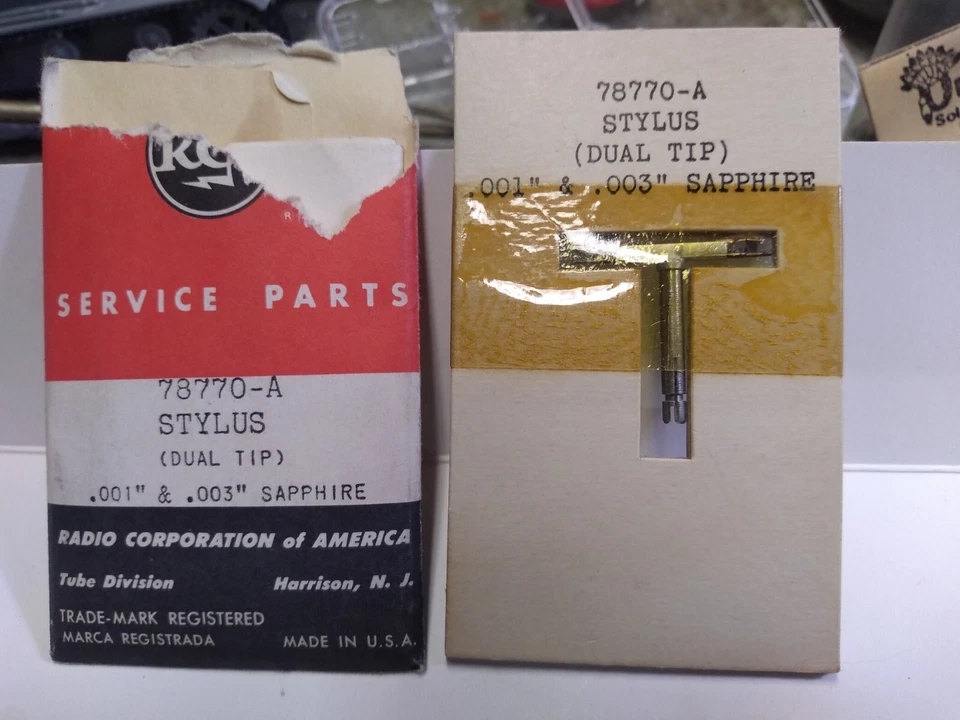 SERVICE PARTS
78770-A
STYLUS
(DUAL TIP)
.001" & .003" SAPPHIRE
RADIO CORPORATION of AMERICA
Tube Division Harrison, N. J.
TRADE-MARK REGISTERED
MARCA REGISTRADA MADE IN U.S.A.
78770-A
STYLUS
(DUAL TIP)
.001" & .003" SAPPHIRE